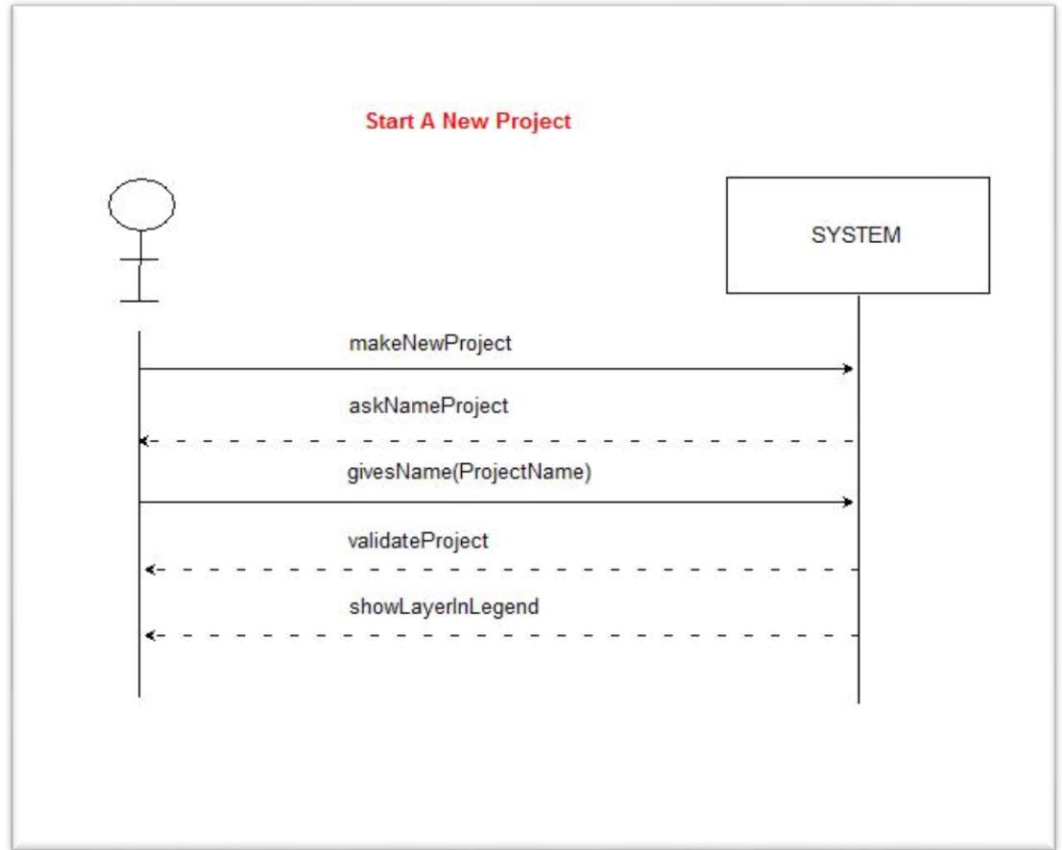 Start A New Project
SYSTEM
makeNewProject
askNameProject
givesName(ProjectName)
validateProject
showLayerInLegend